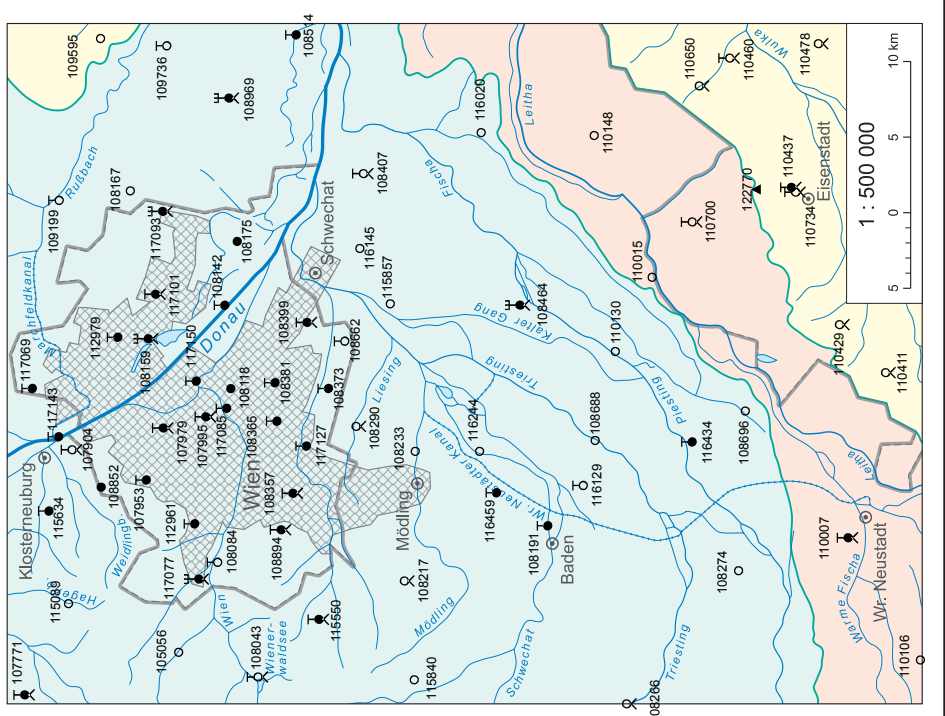 109595
109736
108514
108969
Rußbach
109199
108167
117093
108175
Marchfeldkanal
117069
112979
117101
108142
108159
117150
Donau
117143
107904
Klosterneuburg
115634
108852
107953
Weidlingb.
112961
107979
107995
117085
108118
108365
108381
108399
Schwechat
108407
116145
115857
108662
108373
117127
Wien
108357
108894
108084
117077
Wien
115089
Hageb.
107771
105056
108043
Wiener-
waldsee
115550
108290
Liesing
108233
Mödling
108217
Mödling
115840
Schwechat
116020
Fischa
Leitha
110148
110650
110460
Wulka
110478
122770
110437
110734
Eisenstadt
110700
110015
108464
Kalter Gang
110130
Triesting
Piesting
116244
Wr. Neustädter Kanal
116459
108191
Baden
116129
108688
116434
108696
108274
Triesting
08266
110429
110411
Leitha
110007
Warme Fischa
Wr. Neustadt
110106
1 : 500 000
5 0 5 10 km